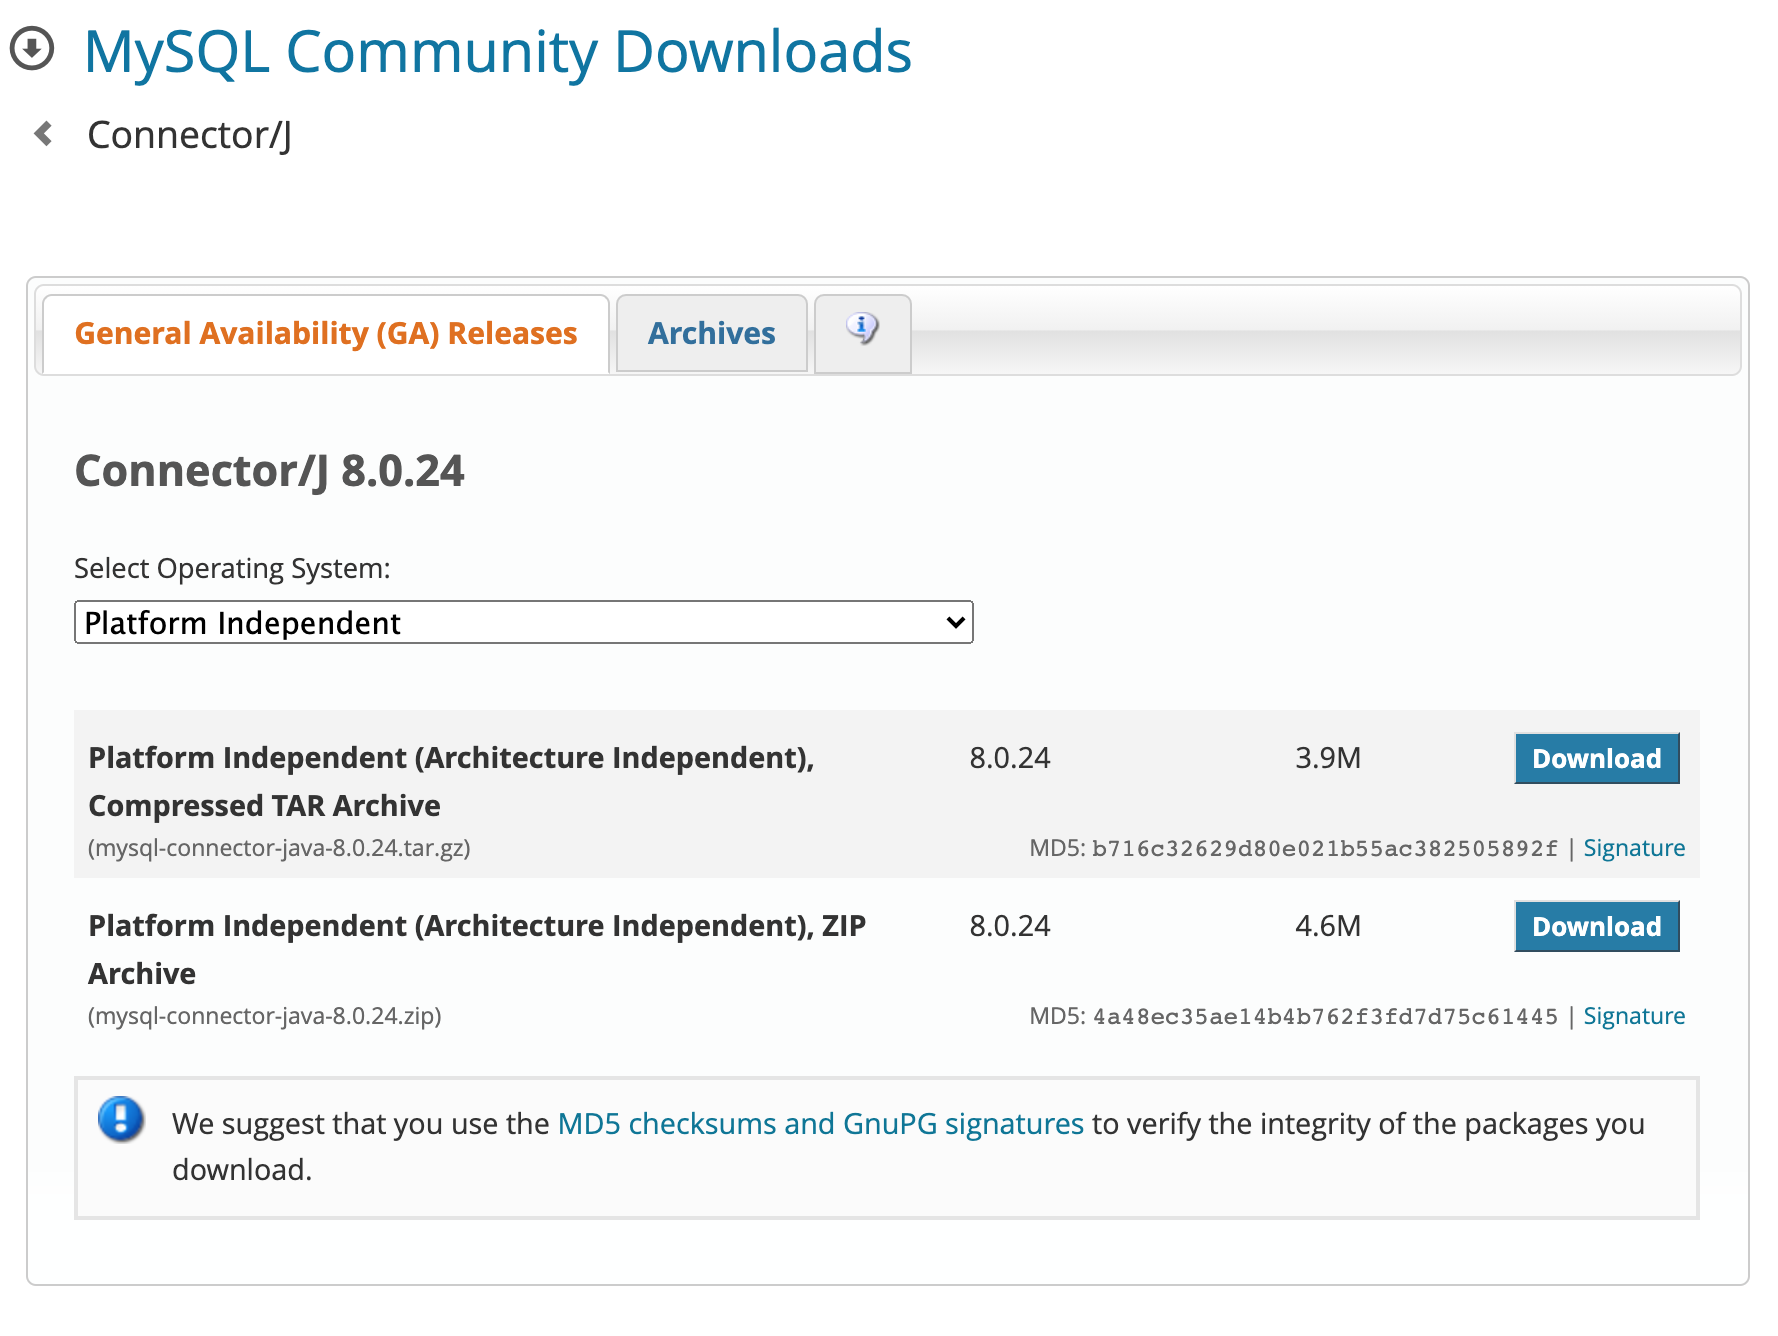 MySQL Community Downloads
Connector/J
General Availability (GA) Releases
Archives
Connector/J 8.0.24
Select Operating System:
Platform Independent
Platform Independent (Architecture Independent), 8.0.24 3.9M Download
Compressed TAR Archive
(mysql-connector-java-8.0.24.tar.gz) MD5: b716c32629d80e021b55ac382505892f | Signature
Platform Independent (Architecture Independent), ZIP 8.0.24 4.6M Download
Archive
(mysql-connector-java-8.0.24.zip) MD5: 4a48ec35ae14b4b762f3fd7d75c61445 | Signature
We suggest that you use the MD5 checksums and GnuPG signatures to verify the integrity of the packages you
download.